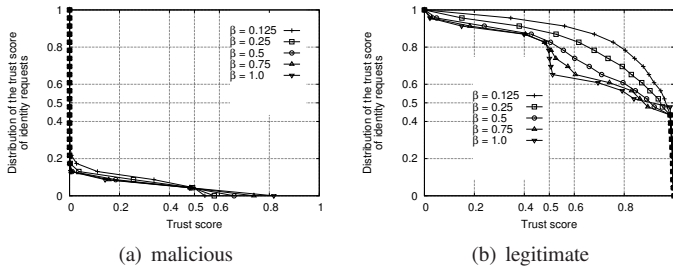 Distribution of the trust score
of identity requests
1
0.8
0.6
0.5
0.4
0.2
0
0
0.2
0.4
0.5
0.6
0.8
1
Trust score
β = 0.125
β = 0.25
β = 0.5
β = 0.75
β = 1.0
(a) malicious
Distribution of the trust score
of identity requests
1
0.8
0.6
0.5
0.4
0.2
0
0
0.2
0.4
0.5
0.6
0.8
Trust score
β = 0.125
β = 0.25
β = 0.5
β = 0.75
β = 1.0
(b) legitimate